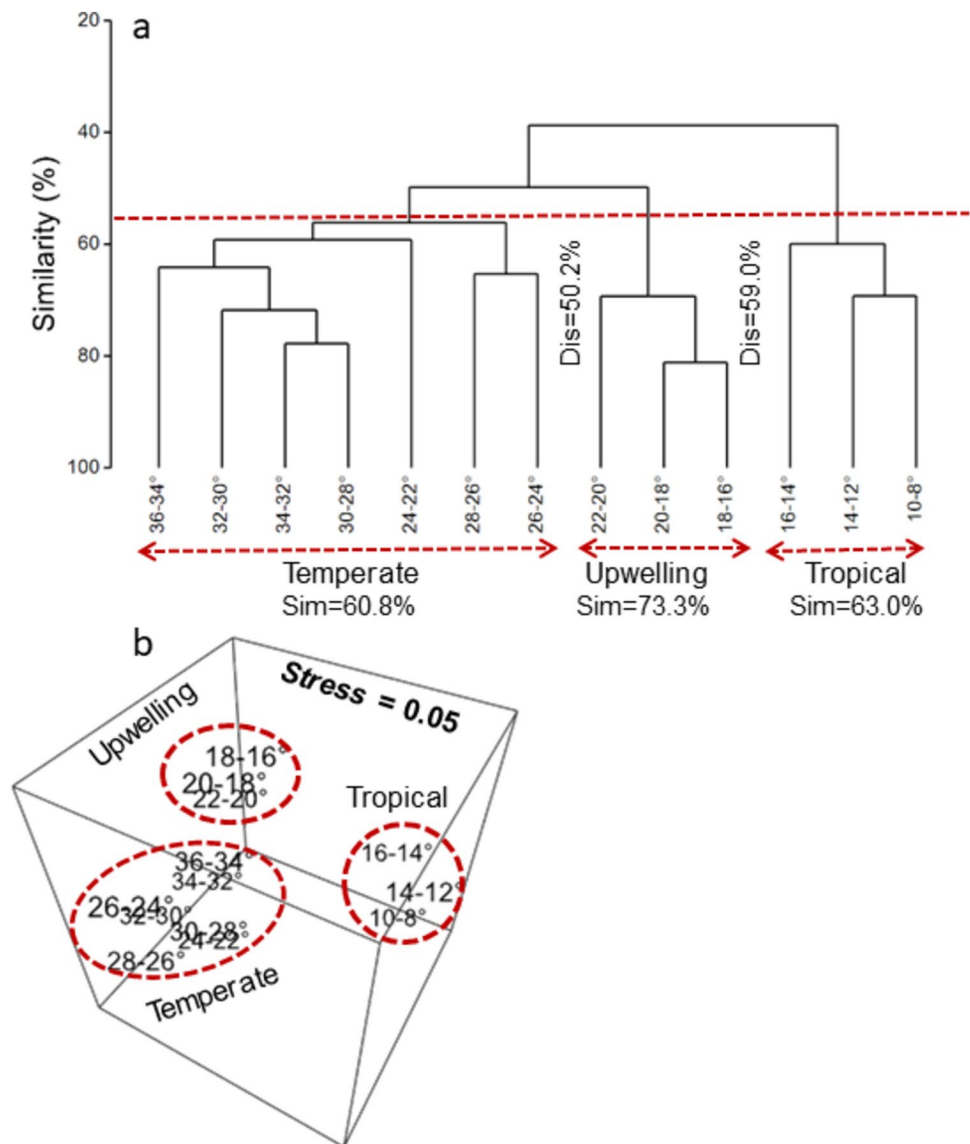 a
20
40
60
80
100
Similarity (%)
Dis=50.2%
Dis=59.0%
36-34°
32-30°
34-32°
30-28°
24-22°
28-26°
26-24°
22-20°
20-18°
18-16°
16-14°
14-12°
10-8°
Temperate
Sim=60.8%
Upwelling
Sim=73.3%
Tropical
Sim=63.0%
b
Stress = 0.05
Upwelling
18-16°
20-18°
22-20°
Tropical
16-14°
14-12°
10-8°
36-34°
34-32°
26-24°
32-30°
30-28°
24-22°
28-26°
Temperate